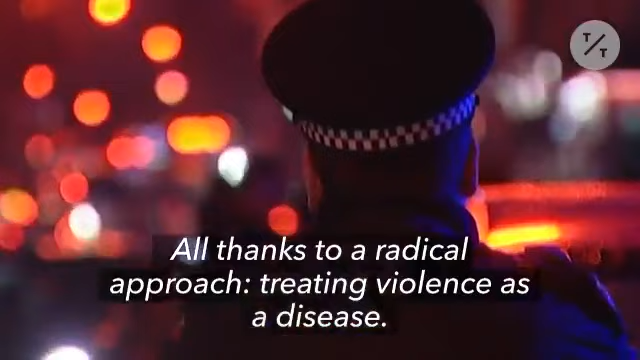 T/T
All thanks to a radical
approach: treating violence as
a disease.